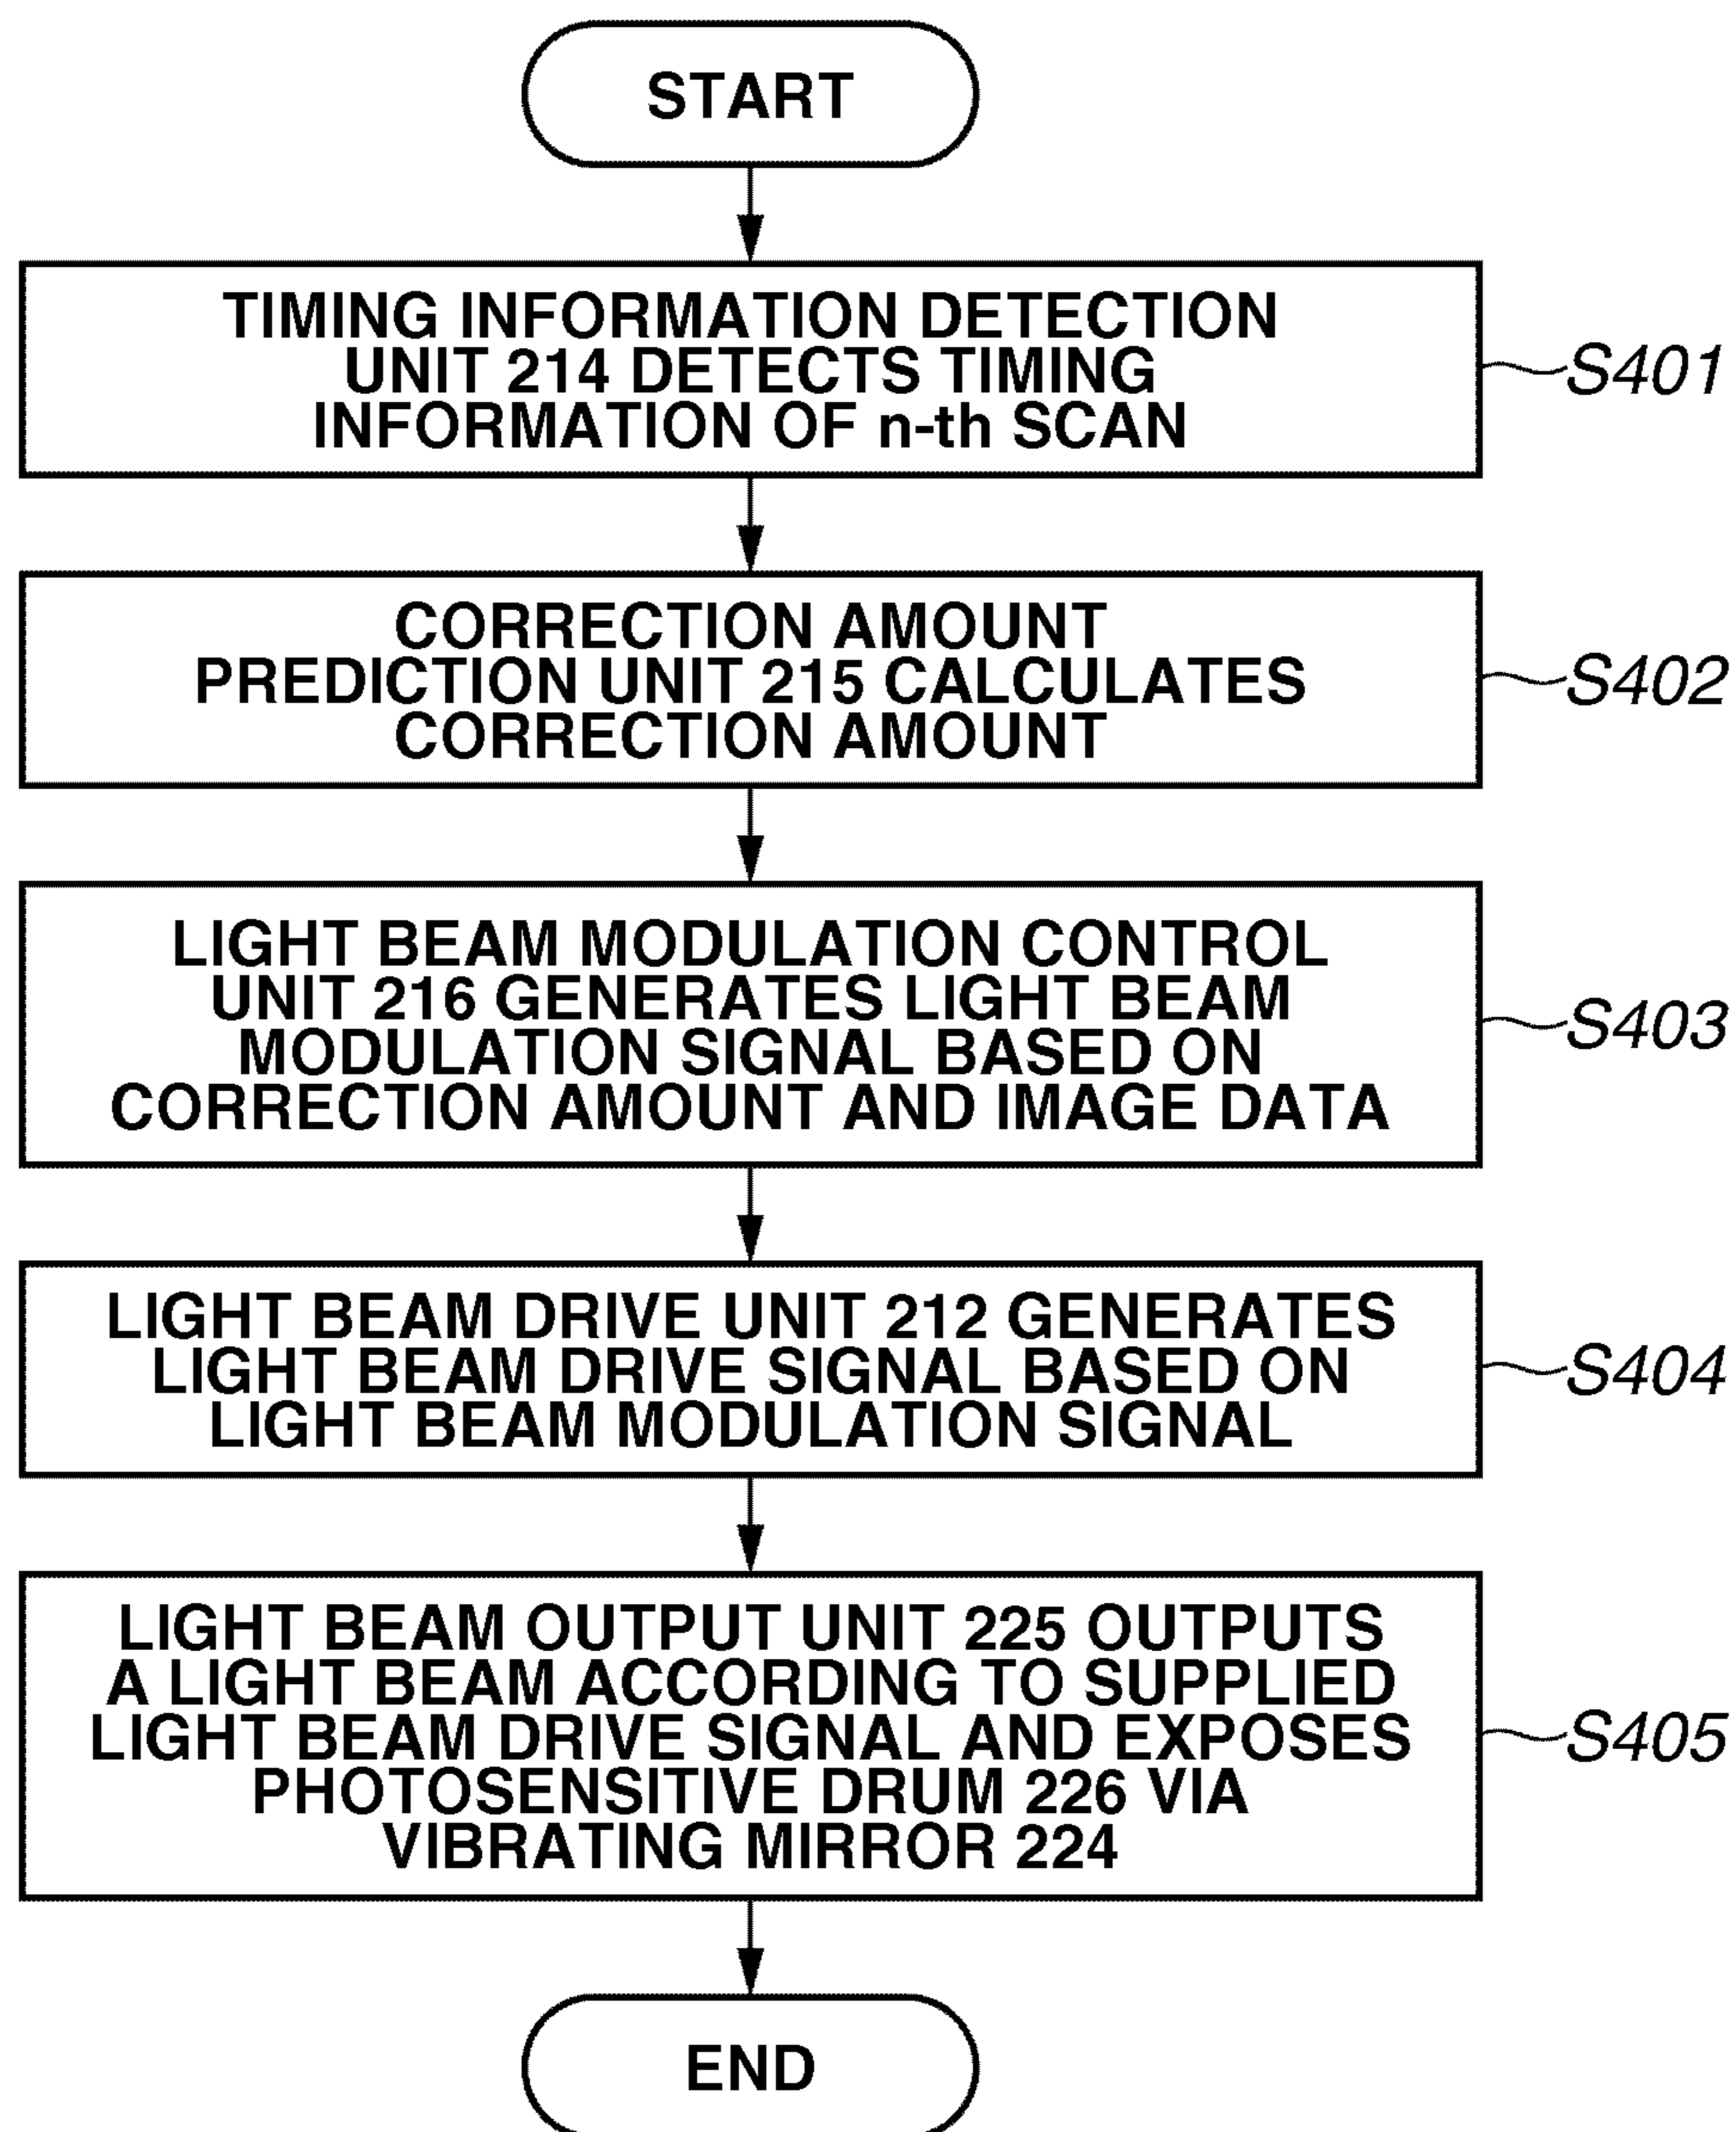 START
TIMING INFORMATION DETECTION
UNIT 214 DETECTS TIMING
INFORMATION OF n-th SCAN
S401
CORRECTION AMOUNT
PREDICTION UNIT 215 CALCULATES
CORRECTION AMOUNT
S402
LIGHT BEAM MODULATION CONTROL
UNIT 216 GENERATES LIGHT BEAM
MODULATION SIGNAL BASED ON
CORRECTION AMOUNT AND IMAGE DATA
S403
LIGHT BEAM DRIVE UNIT 212 GENERATES
LIGHT BEAM DRIVE SIGNAL BASED ON
LIGHT BEAM MODULATION SIGNAL
S404
LIGHT BEAM OUTPUT UNIT 225 OUTPUTS
A LIGHT BEAM ACCORDING TO SUPPLIED
LIGHT BEAM DRIVE SIGNAL AND EXPOSES
PHOTOSENSITIVE DRUM 226 VIA
VIBRATING MIRROR 224
S405
END